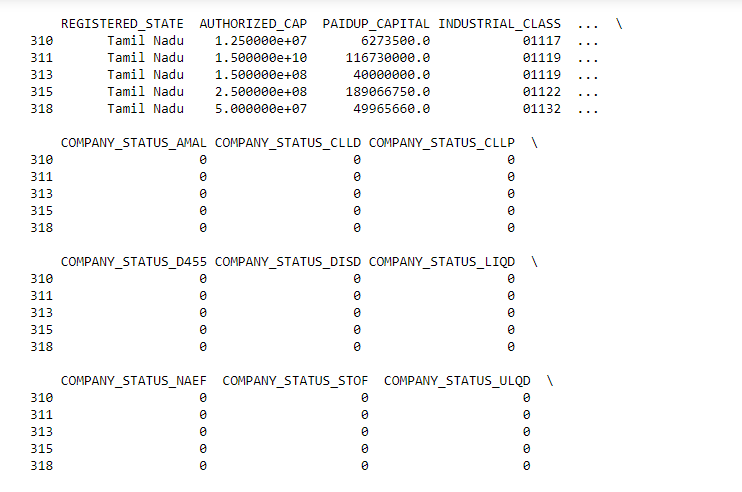 REGISTERED_STATE AUTHORIZED_CAP PAIDUP_CAPITAL INDUSTRIAL_CLASS ... \
310 Tamil Nadu 1.250000e+07 6273500.0 01117 ...
311 Tamil Nadu 1.500000e+10 116730000.0 01119 ...
313 Tamil Nadu 1.500000e+08 40000000.0 01119 ...
315 Tamil Nadu 2.500000e+08 189066750.0 01122 ...
318 Tamil Nadu 5.000000e+07 49965660.0 01132 ...
COMPANY_STATUS_AMAL COMPANY_STATUS_CLLD COMPANY_STATUS_CLLP \
310 0 0 0
311 0 0 0
313 0 0 0
315 0 0 0
318 0 0 0
COMPANY_STATUS_D455 COMPANY_STATUS_DISD COMPANY_STATUS_LIQD \
310 0 0 0
311 0 0 0
313 0 0 0
315 0 0 0
318 0 0 0
COMPANY_STATUS_NAEF COMPANY_STATUS_STOF COMPANY_STATUS_ULQD \
310 0 0 0
311 0 0 0
313 0 0 0
315 0 0 0
318 0 0 0